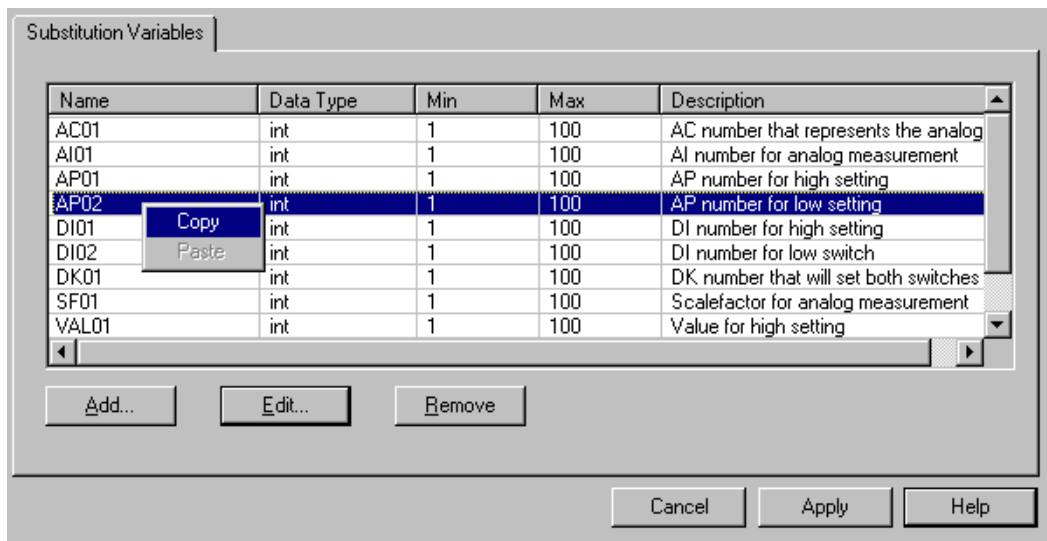 Substitution Variables
Name Data Type Min Max Description
AC01 int 1 100 AC number that represents the analog
AI01 int 1 100 AI number for analog measurement
AP01 int 1 100 AP number for high setting
AP02 int 1 100 AP number for low setting
DI01 Copy int 1 100 DI number for high setting
DI02 Paste int 1 100 DI number for low switch
DK01 int 1 100 DK number that will set both switches
SF01 int 1 100 Scalefactor for analog measurement
VAL01 int 1 100 Value for high setting
Add... Edit... Remove
Cancel Apply Help